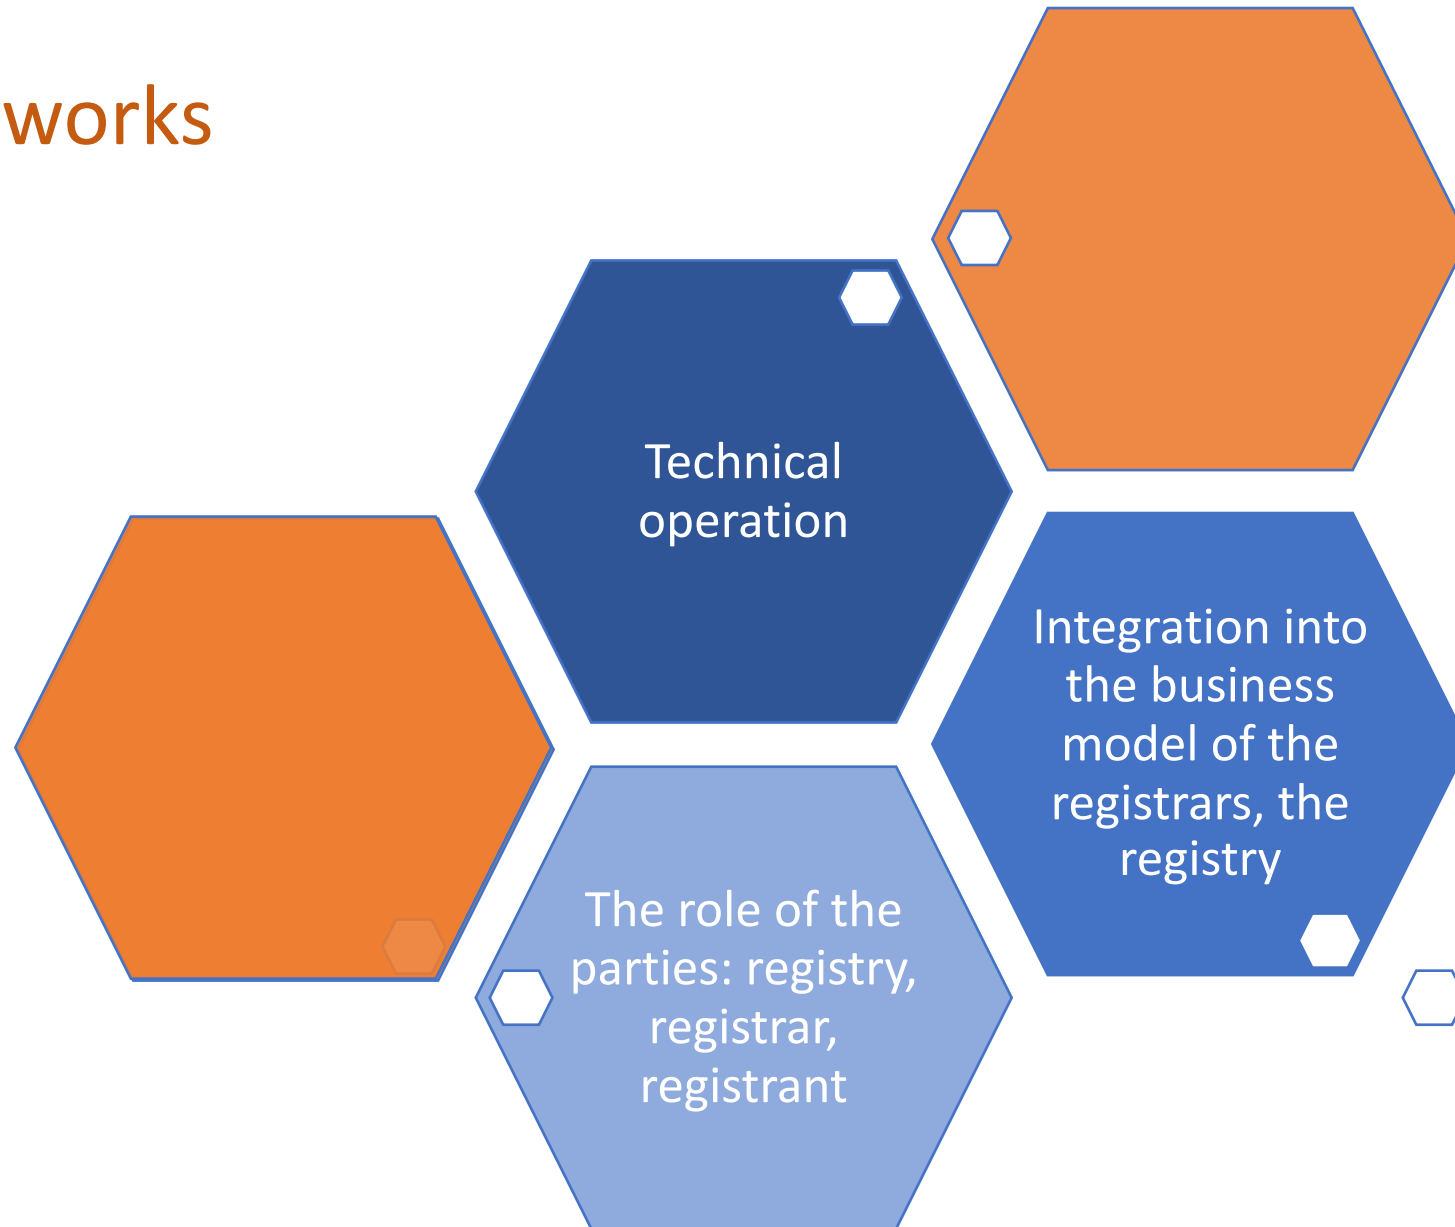 works
Technical
operation
Integration into
the business
model of the
registrars, the
registry
The role of the
parties: registry,
registrar,
registrant